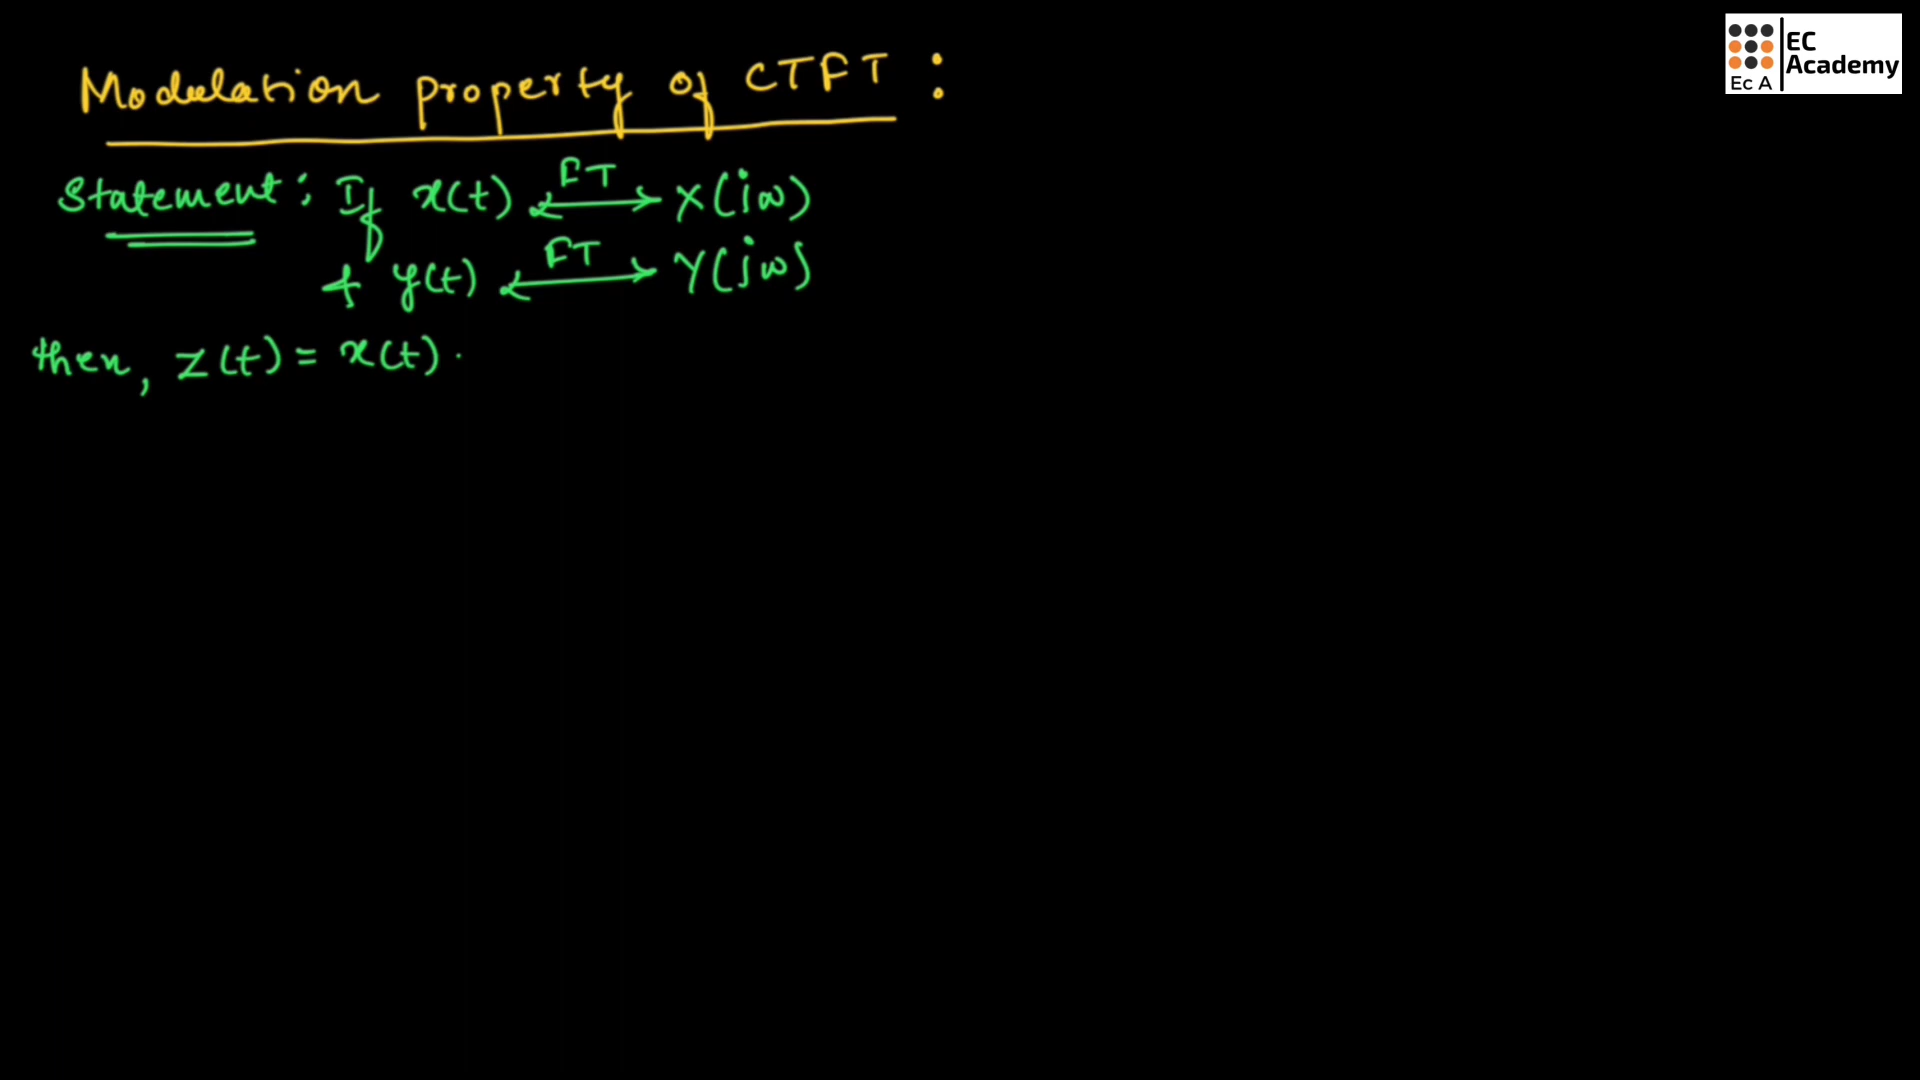 Modulation property of CTFT :
EC
Academy
Ec A
Statement : If x(t) <-FT-> X(jω)
& y(t) <-FT-> Y(jω)
then, z(t) = x(t) ·